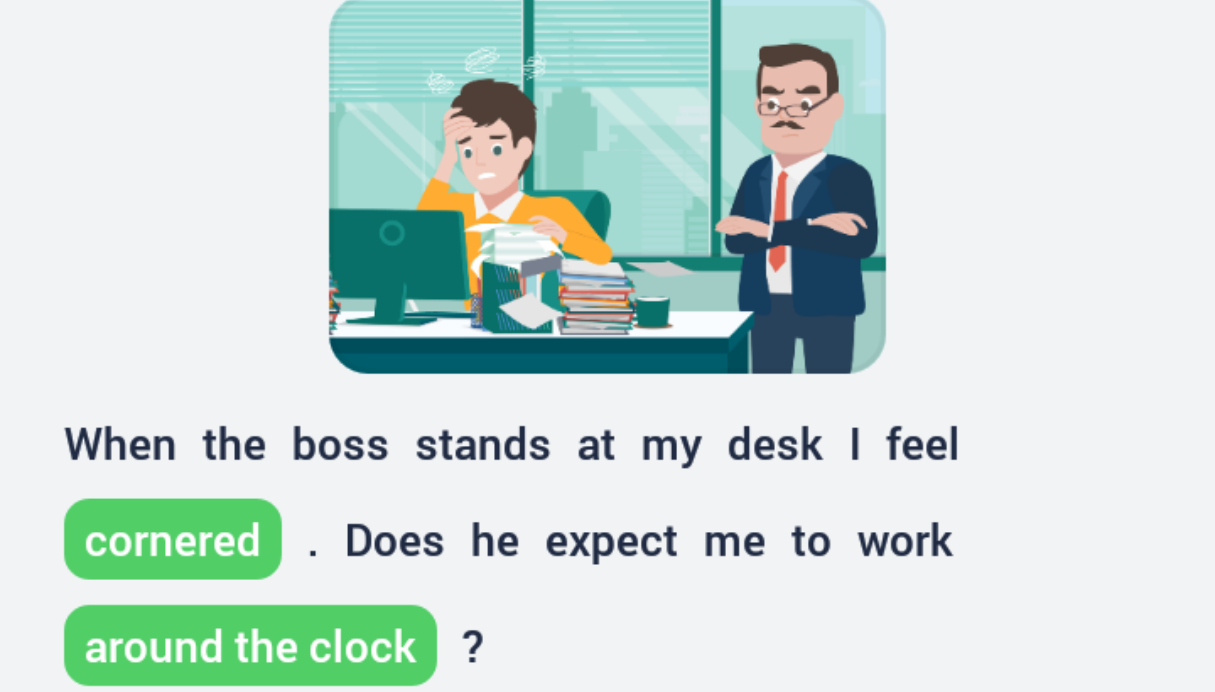 When the boss stands at my desk I feel
cornered . Does he expect me to work
around the clock ?